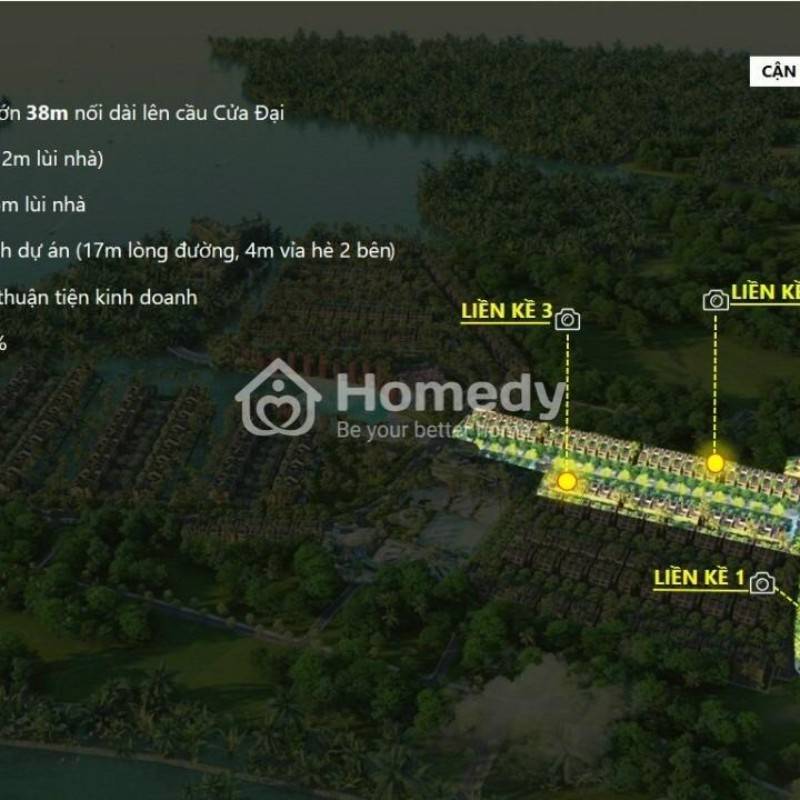 CẬN
38m nối dài lên cầu Cửa Đại
2m lùi nhà)
m lùi nhà
dự án (17m lòng đường, 4m vỉa hè 2 bên)
thuận tiện kinh doanh
%
LIỀN KỀ
LIỀN KỀ 3
Homedy
Be your better home
LIỀN KỀ 1